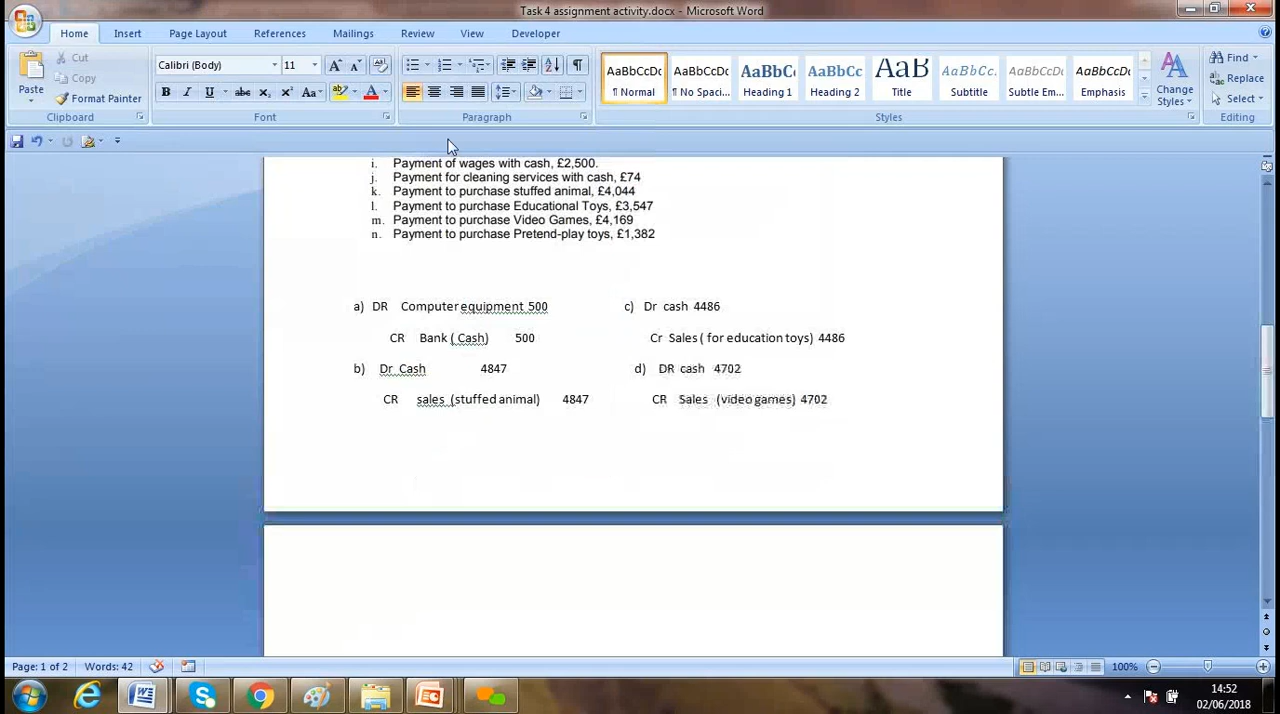 Task 4 assignment activity.docx - Microsoft Word
Home Insert Page Layout References Mailings Review View Developer
Paste
Cut
Copy
Format Painter
Clipboard
Calibri (Body) 11
B I U abc X₂ X² Aa
Font
Paragraph
AaBbCcDc AaBbCcDc AaBbC AaBbCc AaB AaBbCc. AaBbCcDc AaBbCcDc
¶ Normal ¶ No Spaci... Heading 1 Heading 2 Title Subtitle Subtle Em... Emphasis
Change Styles
Styles
Find
Replace
Select
Editing
i. Payment of wages with cash, £2,500.
j. Payment for cleaning services with cash, £74
k. Payment to purchase stuffed animal, £4,044
l. Payment to purchase Educational Toys, £3,547
m. Payment to purchase Video Games, £4,169
n. Payment to purchase Pretend-play toys, £1,382
a) DR Computer equipment 500 c) Dr cash 4486
CR Bank ( Cash) 500 Cr Sales ( for education toys) 4486
b) Dr Cash 4847 d) DR cash 4702
CR sales (stuffed animal) 4847 CR Sales (video games) 4702
Page: 1 of 2 Words: 42 100%
14:52
02/06/2018